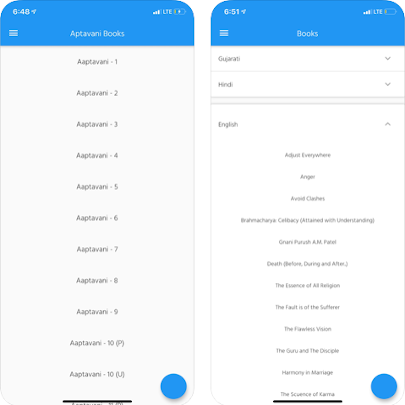 6:48
LTE
Aptavani Books
Aaptavani - 1
Aaptavani - 2
Aaptavani - 3
Aaptavani - 4
Aaptavani - 5
Aaptavani - 6
Aaptavani - 7
Aaptavani - 8
Aaptavani - 9
Aaptavani - 10 (P)
Aaptavani - 10 (U)
6:51
LTE
Books
Gujarati
Hindi
English
Adjust Everywhere
Anger
Avoid Clashes
Brahmacharya: Celibacy (Attained with Understanding)
Gnani Purush A.M. Patel
Death (Before, During and After,)
The Essence of All Religion
The Fault is of the Sufferer
The Flawless Vision
The Guru and The Disciple
Harmony in Marriage
The Scuence of Karma